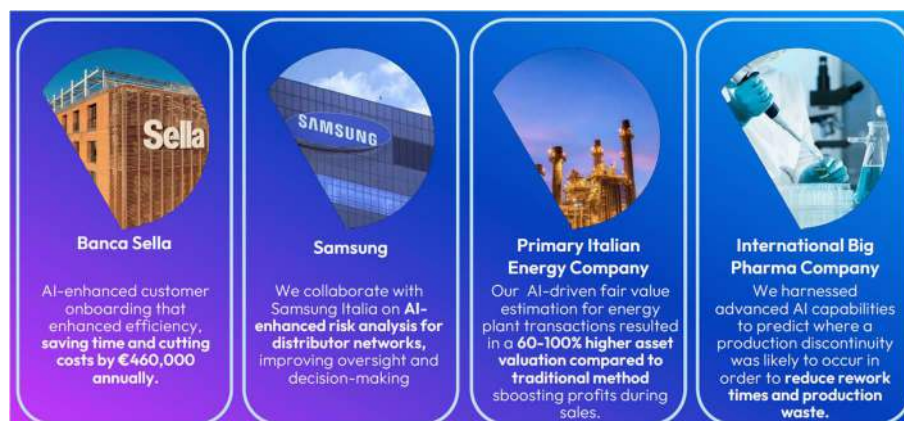 Sella
SAMSUNG
Banca Sella
AI-enhanced customer
onboarding that
enhanced efficiency,
saving time and cutting
costs by €460,000
annually.
Samsung
We collaborate with
Samsung Italia on AI-
enhanced risk analysis for
distributor networks,
improving oversight and
decision-making
Primary Italian
Energy Company
Our AI-driven fair value
estimation for energy
plant transactions resulted
in a 60-100% higher asset
valuation compared to
traditional method
sboosting profits during
sales.
International Big
Pharma Company
We harnessed
advanced AI capabilities
to predict where a
production discontinuity
was likely to occur in
order to reduce rework
times and production
waste.